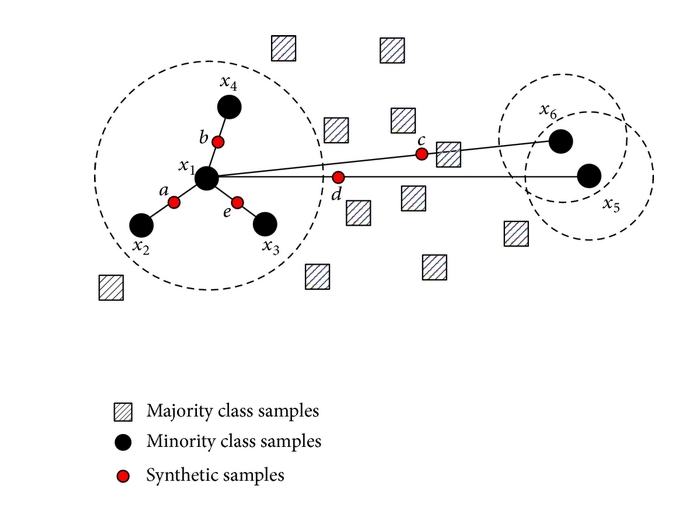 x4
x6
b
c
x1
a
d
e
x5
x2
x3
Majority class samples
Minority class samples
Synthetic samples